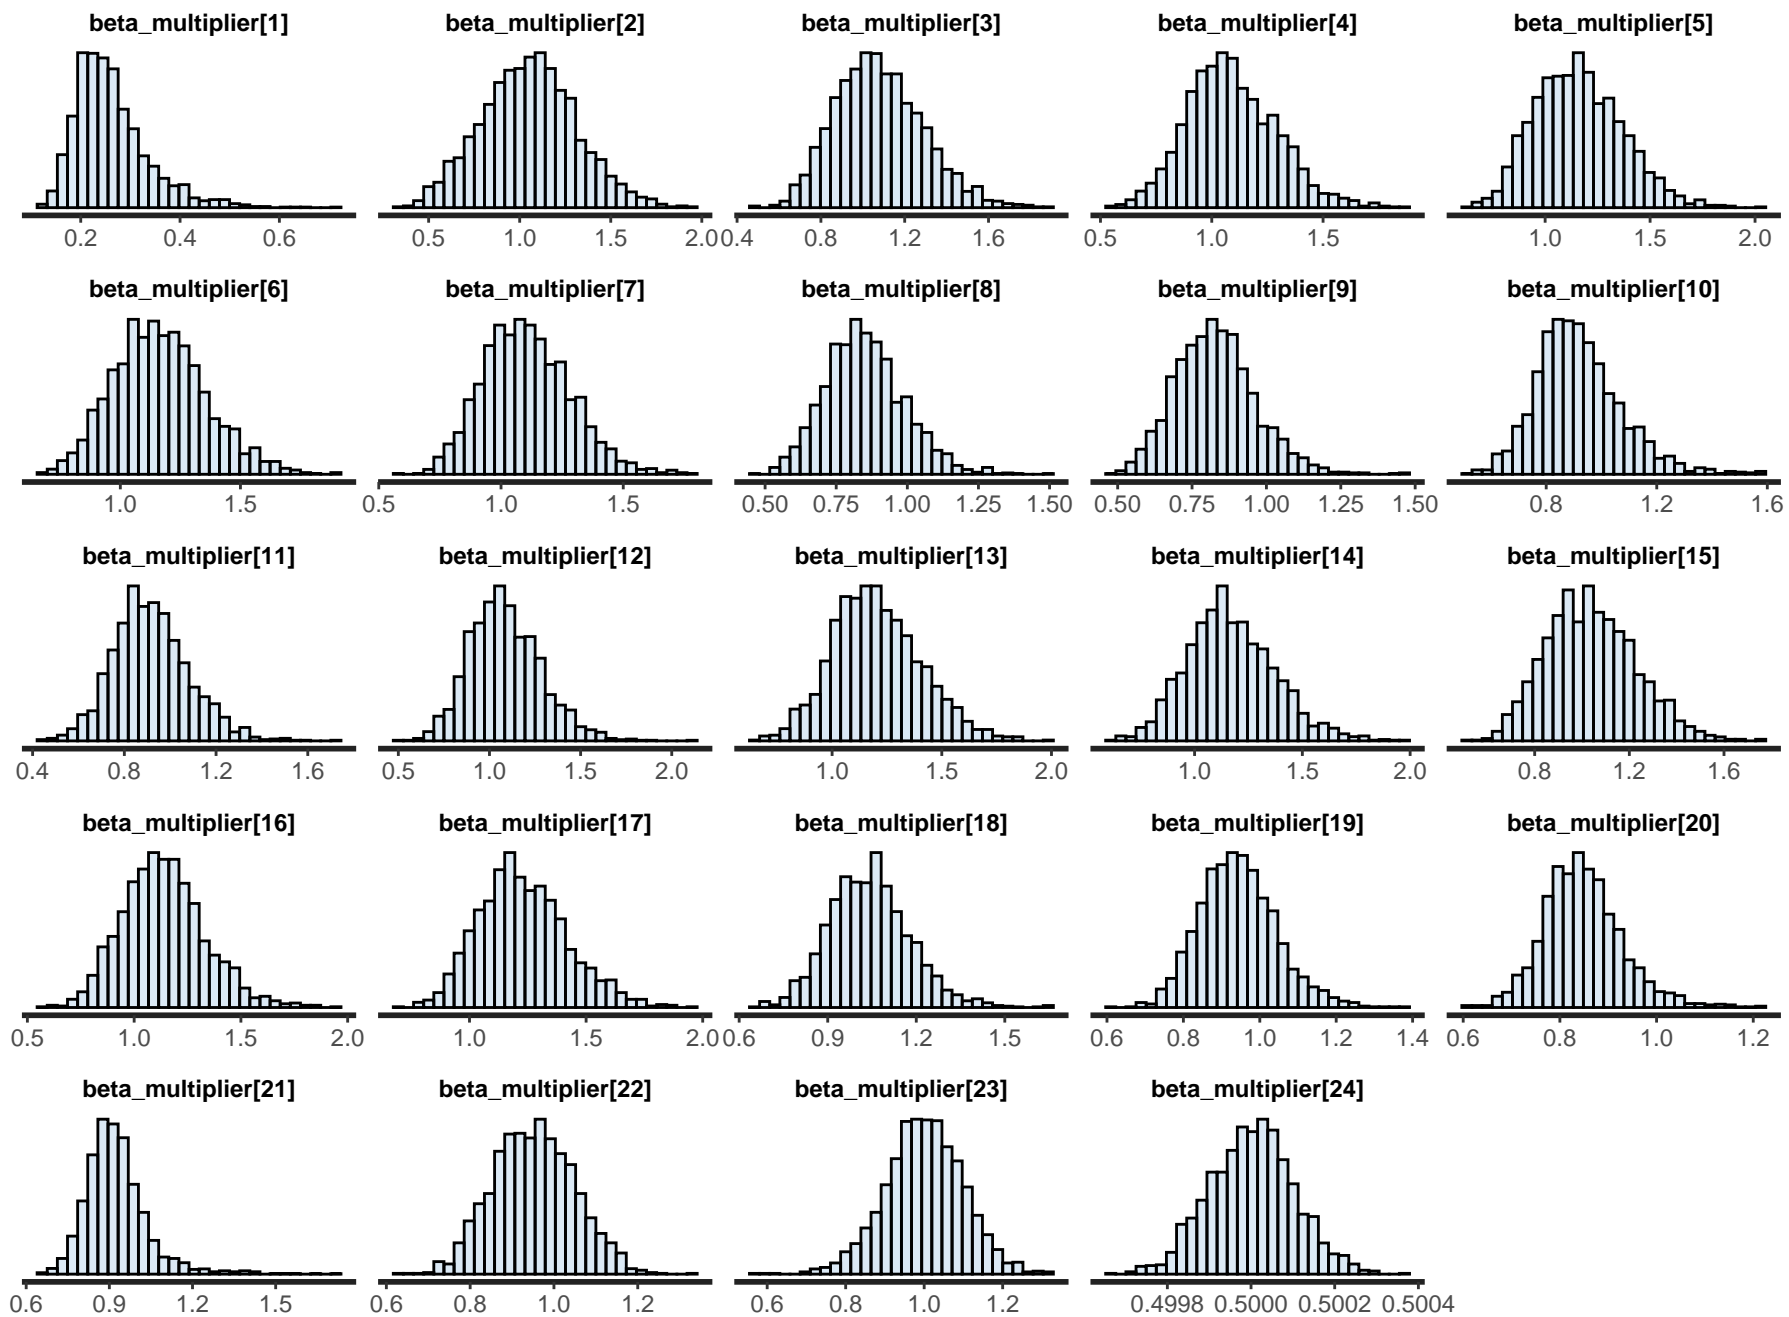 beta_multiplier[1] beta_multiplier[2] beta_multiplier[3] beta_multiplier[4] beta_multiplier[5]
0.2 0.4 0.6 0.5 1.0 1.5 2.0 0.4 0.8 1.2 1.6 0.5 1.0 1.5 1.0 1.5 2.0
beta_multiplier[6] beta_multiplier[7] beta_multiplier[8] beta_multiplier[9] beta_multiplier[10]
1.0 1.5 0.5 1.0 1.5 0.50 0.75 1.00 1.25 1.50 0.50 0.75 1.00 1.25 1.50 0.8 1.2 1.6
beta_multiplier[11] beta_multiplier[12] beta_multiplier[13] beta_multiplier[14] beta_multiplier[15]
0.4 0.8 1.2 1.6 0.5 1.0 1.5 2.0 1.0 1.5 2.0 1.0 1.5 2.0 0.8 1.2 1.6
beta_multiplier[16] beta_multiplier[17] beta_multiplier[18] beta_multiplier[19] beta_multiplier[20]
0.5 1.0 1.5 2.0 1.0 1.5 2.0 0.6 0.9 1.2 1.5 0.6 0.8 1.0 1.2 1.4 0.6 0.8 1.0 1.2
beta_multiplier[21] beta_multiplier[22] beta_multiplier[23] beta_multiplier[24]
0.6 0.9 1.2 1.5 0.6 0.8 1.0 1.2 0.6 0.8 1.0 1.2 0.4998 0.5000 0.5002 0.5004